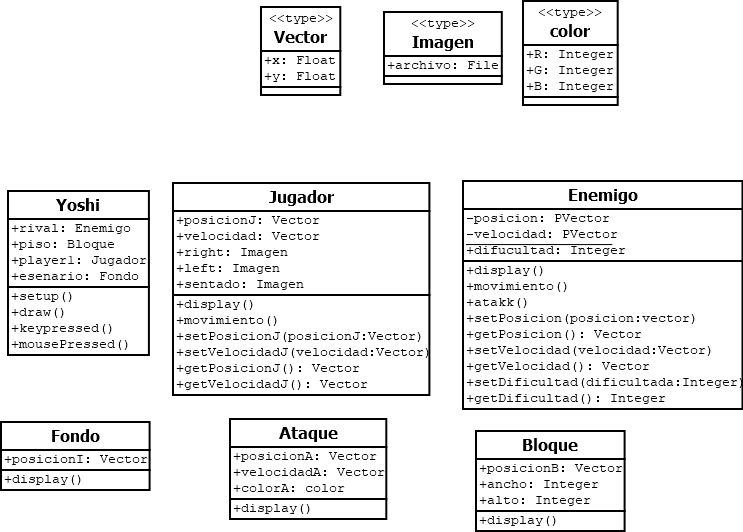 <<type>>
Vector
+x: Float
+y: Float
<<type>>
Imagen
+archivo: File
<<type>>
color
+R: Integer
+G: Integer
+B: Integer
Yoshi
+rival: Enemigo
+piso: Bloque
+player1: Jugador
+esenario: Fondo
+setup()
+draw()
+keypressed()
+mousePressed()
Jugador
+posicionJ: Vector
+velocidad: Vector
+right: Imagen
+left: Imagen
+sentado: Imagen
+display()
+movimiento()
+setPosicionJ(posicionJ:Vector)
+setVelocidadJ(velocidad:Vector)
+getPosicionJ(): Vector
+getVelocidadJ(): Vector
Enemigo
-posicion: PVector
-velocidad: PVector
+difucultad: Integer
+display()
+movimiento()
+atakk()
+setPosicion(posicion:vector)
+getPosicion(): Vector
+setVelocidad(velocidad:Vector)
+getVelocidad(): Vector
+setDificultad(dificultada:Integer)
+getDificultad(): Integer
Fondo
+posicionI: Vector
+display()
Ataque
+posicionA: Vector
+velocidadA: Vector
+colorA: color
+display()
Bloque
+posicionB: Vector
+ancho: Integer
+alto: Integer
+display()